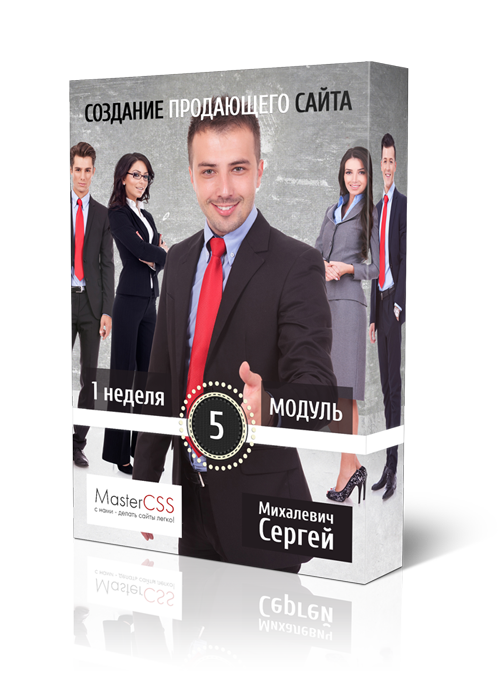 СОЗДАНИЕ ПРОДАЮЩЕГО САЙТА
1 неделя
5
МОДУЛЬ
MasterCSS
с нами - делать сайты легко!
Михалевич
Сергей